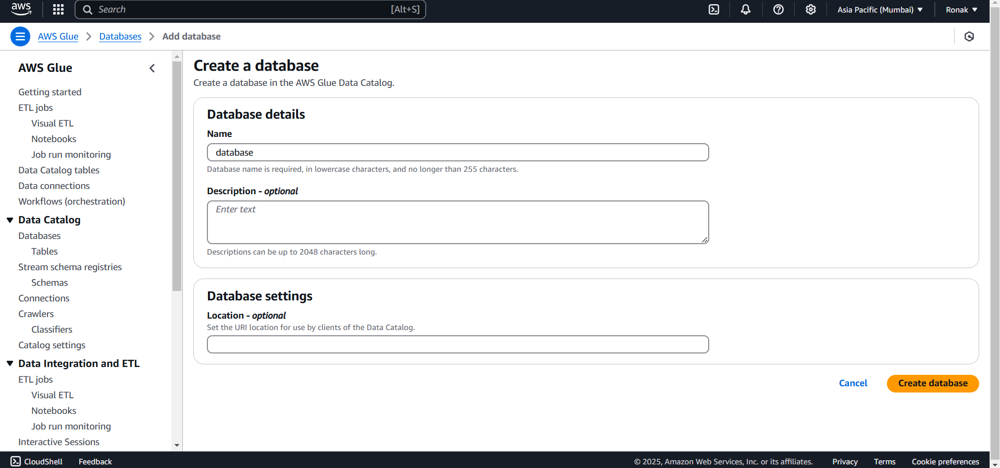 aws
Search [Alt+S]
Asia Pacific (Mumbai) Ronak
AWS Glue Databases Add database
AWS Glue
Getting started
ETL jobs
Visual ETL
Notebooks
Job run monitoring
Data Catalog tables
Data connections
Workflows (orchestration)
Data Catalog
Databases
Tables
Stream schema registries
Schemas
Connections
Crawlers
Classifiers
Catalog settings
Data Integration and ETL
ETL jobs
Visual ETL
Notebooks
Job run monitoring
Interactive Sessions
Create a database
Create a database in the AWS Glue Data Catalog.
Database details
Name
database
Database name is required, in lowercase characters, and no longer than 255 characters.
Description - optional
Enter text
Descriptions can be up to 2048 characters long.
Database settings
Location - optional
Set the URI location for use by clients of the Data Catalog.
Cancel Create database
CloudShell Feedback © 2025, Amazon Web Services, Inc. or its affiliates. Privacy Terms Cookie preferences